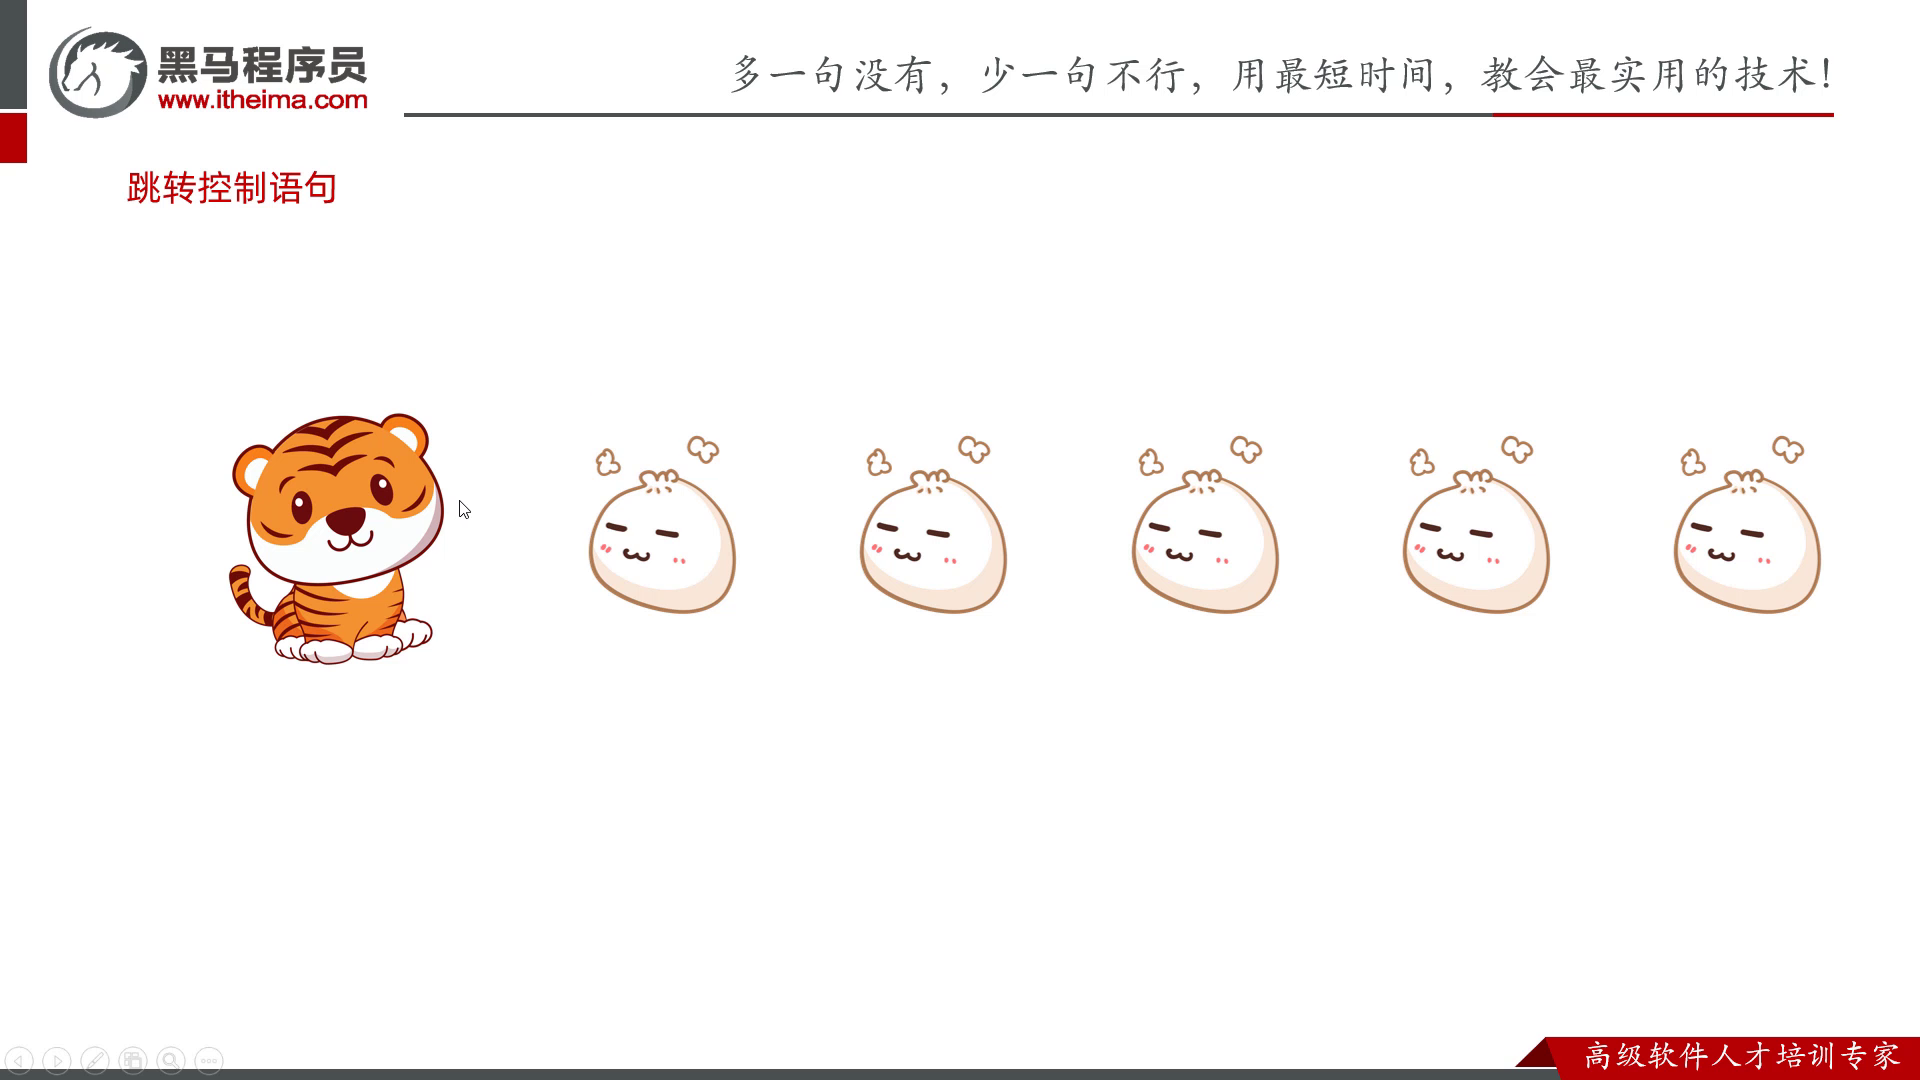 黑马程序员
www.itheima.com
多一句没有，少一句不行，用最短时间，教会最实用的技术！
跳转控制语句
高级软件人才培训专家